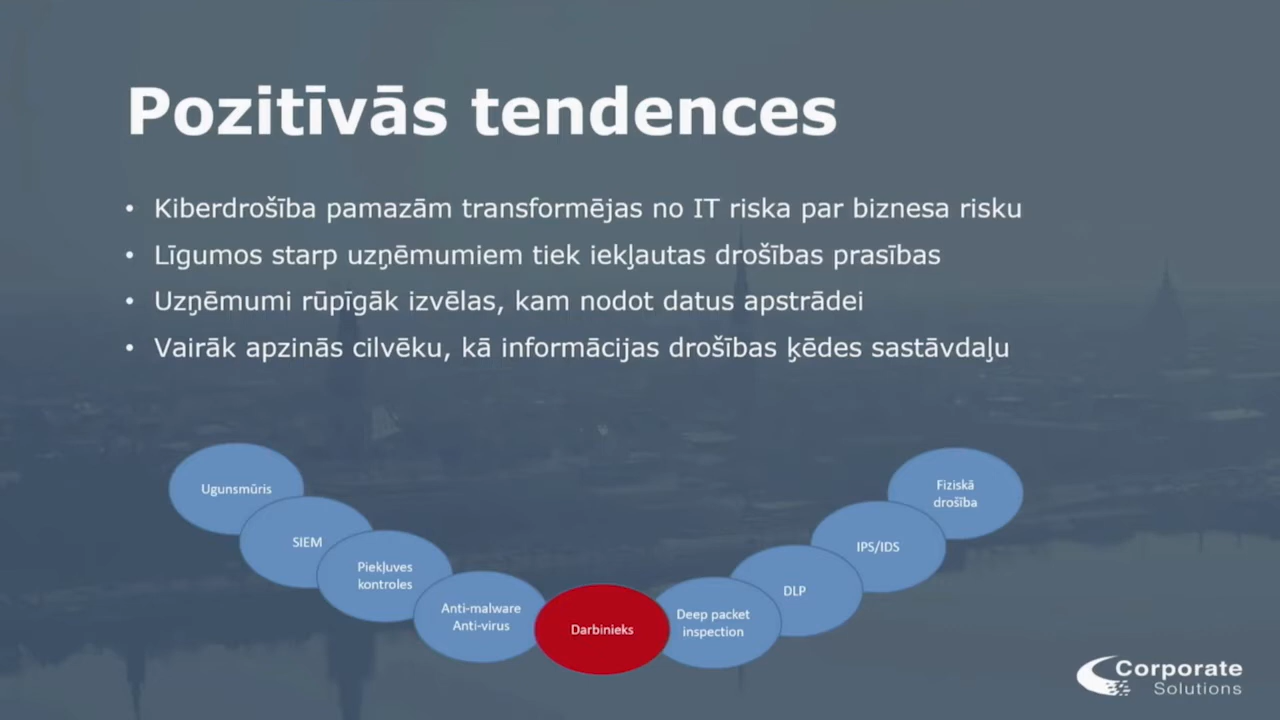 Pozitīvās tendences
• Kiberdrošība pamazām transformējas no IT riska par biznesa risku
• Līgumos starp uzņēmumiem tiek iekļautas drošības prasības
• Uzņēmumi rūpīgāk izvēlas, kam nodot datus apstrādei
• Vairāk apzinās cilvēku, kā informācijas drošības ķēdes sastāvdaļu
Ugunsmūris
SIEM
Piekļuves
kontroles
Anti-malware
Anti-virus
Darbinieks
Deep packet
inspection
DLP
IPS/IDS
Fiziskā
drošība
Corporate
Solutions